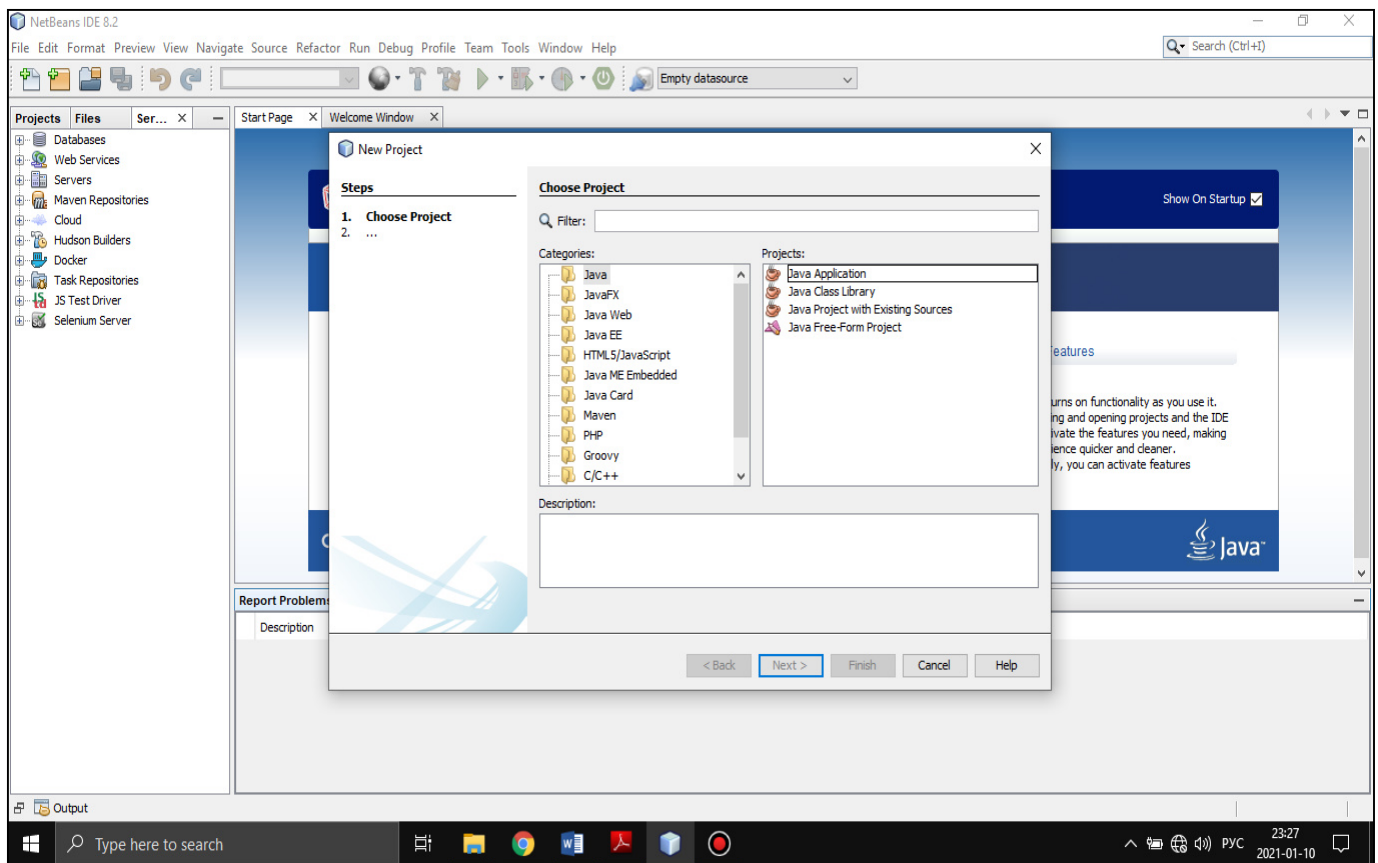 NetBeans IDE 8.2
File Edit Format Preview View Navigate Source Refactor Run Debug Profile Team Tools Window Help
Search (Ctrl+I)
Empty datasource
Projects Files Ser...
Start Page Welcome Window
Databases
Web Services
Servers
Maven Repositories
Cloud
Hudson Builders
Docker
Task Repositories
JS Test Driver
Selenium Server
New Project
Steps
1. Choose Project
2. ...
Choose Project
Filter:
Categories:
Java
JavaFX
Java Web
Java EE
HTML5/JavaScript
Java ME Embedded
Java Card
Maven
PHP
Groovy
C/C++
Projects:
Java Application
Java Class Library
Java Project with Existing Sources
Java Free-Form Project
Description:
< Back Next > Finish Cancel Help
Show On Startup
eatures
urns on functionality as you use it.
ing and opening projects and the IDE
ivate the features you need, making
ience quicker and cleaner.
ly, you can activate features
Java
Report Problems
Description
Output
Type here to search
РУС
23:27
2021-01-10